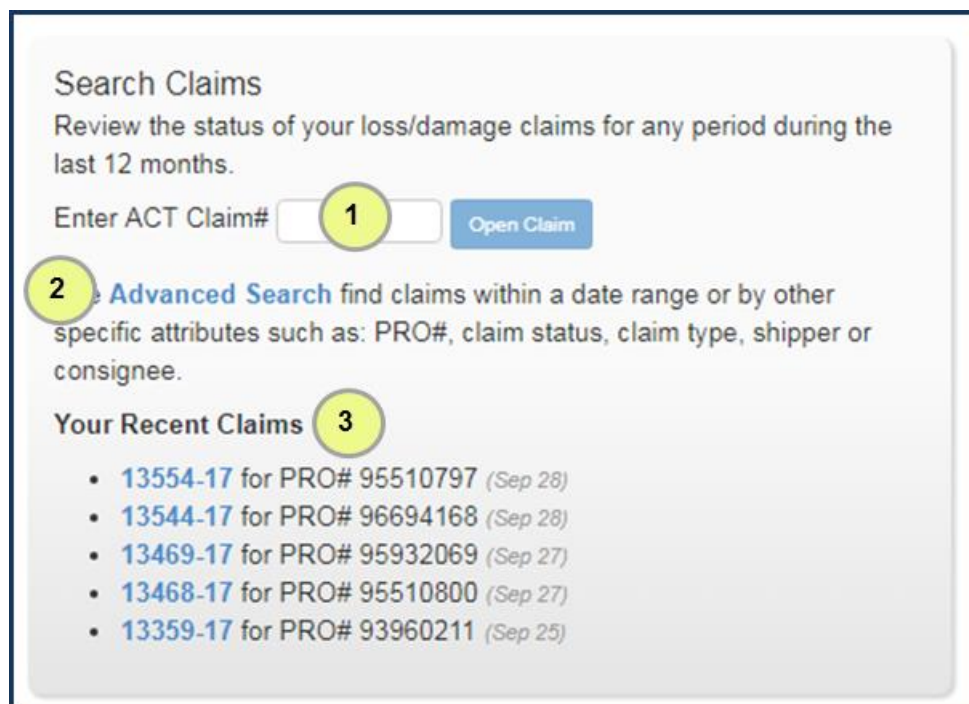 Search Claims
Review the status of your loss/damage claims for any period during the
last 12 months.
Enter ACT Claim# 1 Open Claim
2 Advanced Search find claims within a date range or by other
specific attributes such as: PRO#, claim status, claim type, shipper or
consignee.
Your Recent Claims 3
• 13554-17 for PRO# 95510797 (Sep 28)
• 13544-17 for PRO# 96694168 (Sep 28)
• 13469-17 for PRO# 95932069 (Sep 27)
• 13468-17 for PRO# 95510800 (Sep 27)
• 13359-17 for PRO# 93960211 (Sep 25)